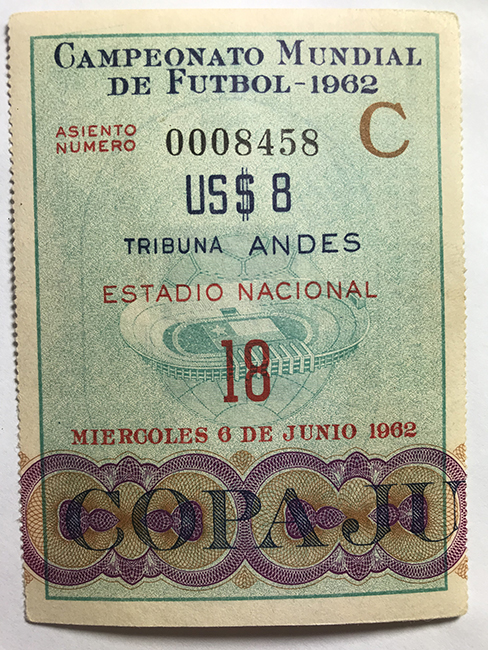 CAMPEONATO MUNDIAL
DE FUTBOL-1962
ASIENTO
NUMERO
0008458
C
US$ 8
TRIBUNA ANDES
ESTADIO NACIONAL
18
MIERCOLES 6 DE JUNIO 1962
COPA JU